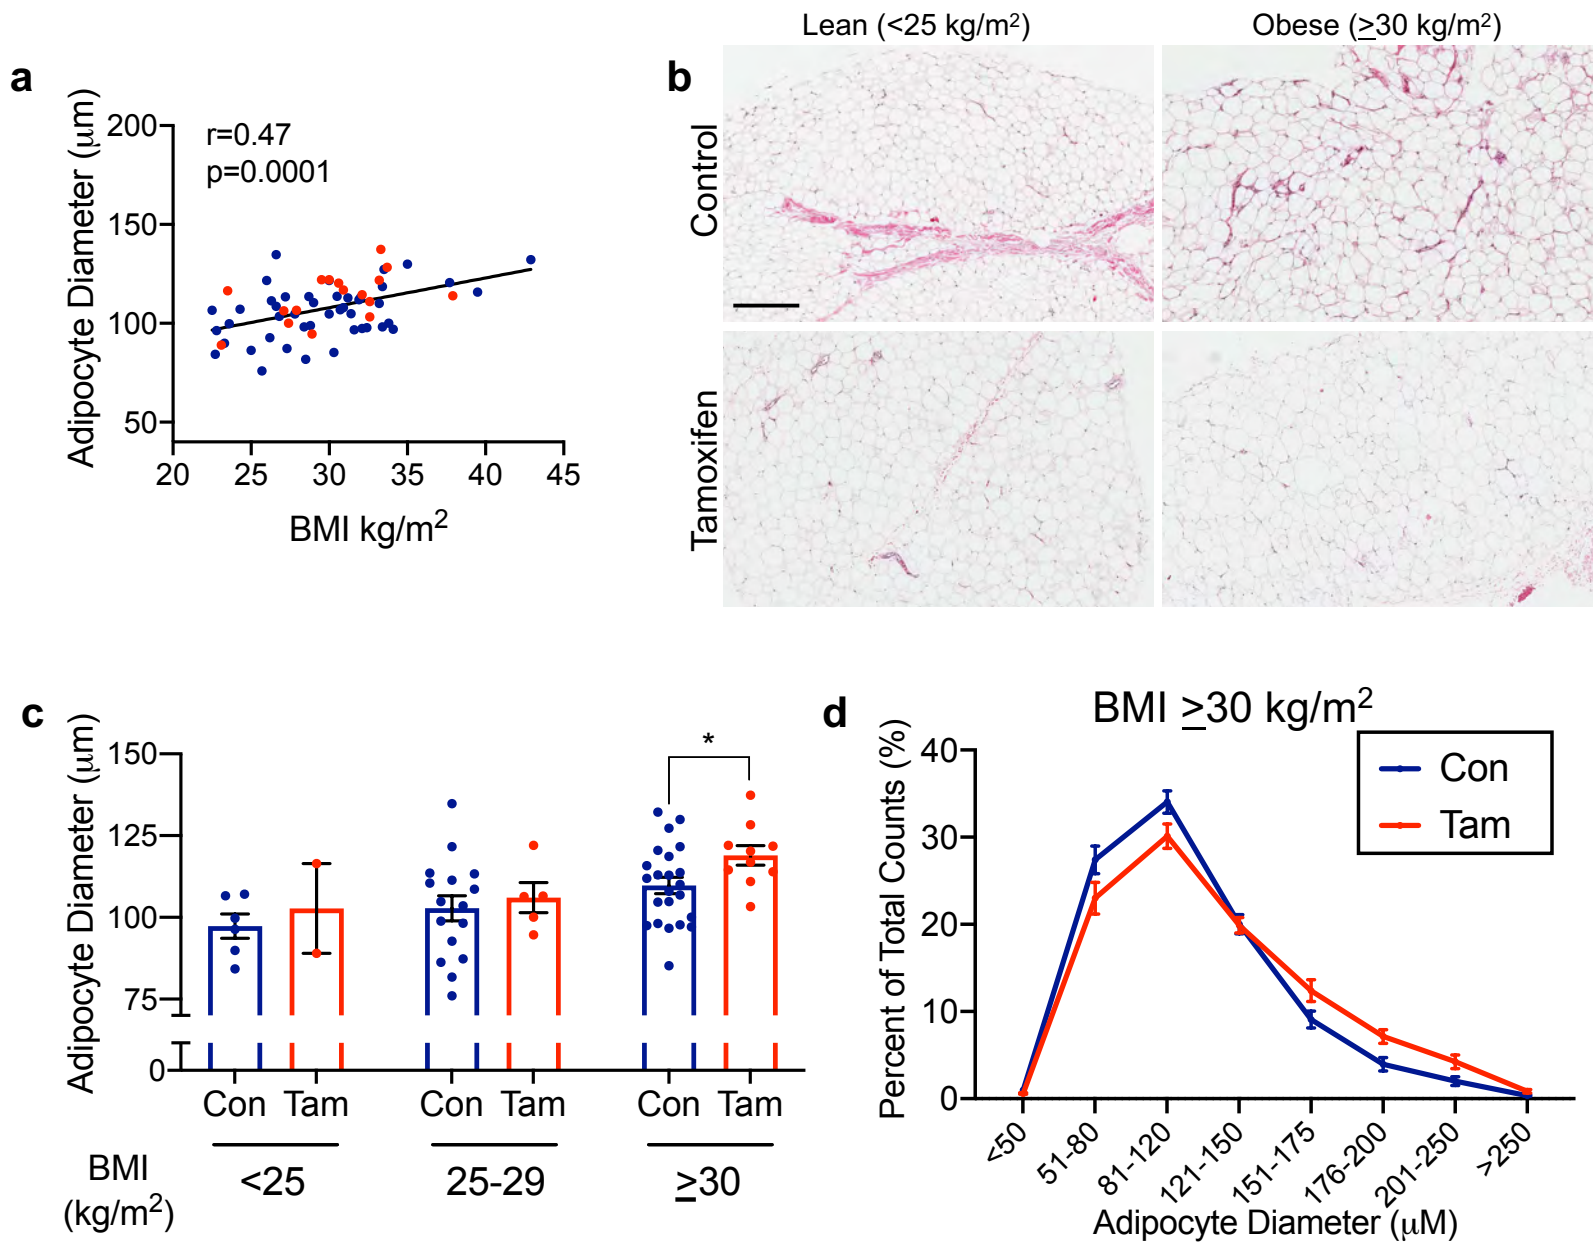 a
200
150
100
50
20 25 30 35 40 45
r=0.47
p=0.0001
Adipocyte Diameter (μm)
BMI kg/m²
b
Lean (<25 kg/m²)
Obese (≥30 kg/m²)
Control
Tamoxifen
c
Adipocyte Diameter (μm)
150
125
100
75
0
*
Con Tam Con Tam Con Tam
BMI
(kg/m²)
<25 25-29 ≥30
d
BMI ≥30 kg/m²
Con
Tam
Percent of Total Counts (%)
40
30
20
10
0
<50 51-80 81-120 121-150 151-175 176-200 201-250 >250
Adipocyte Diameter (μM)